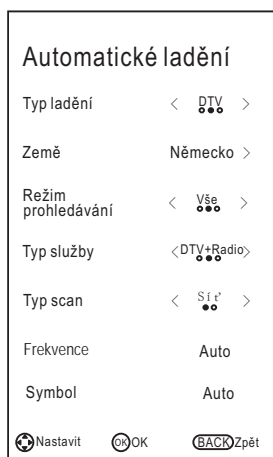 Automatické ladění
Typ ladění < DTV >
Země Německo >
Režim prohledávání < Vše >
Typ služby <DTV+Radio>
Typ scan < Síť >
Frekvence Auto
Symbol Auto
Nastavit OK OK BACK Zpět